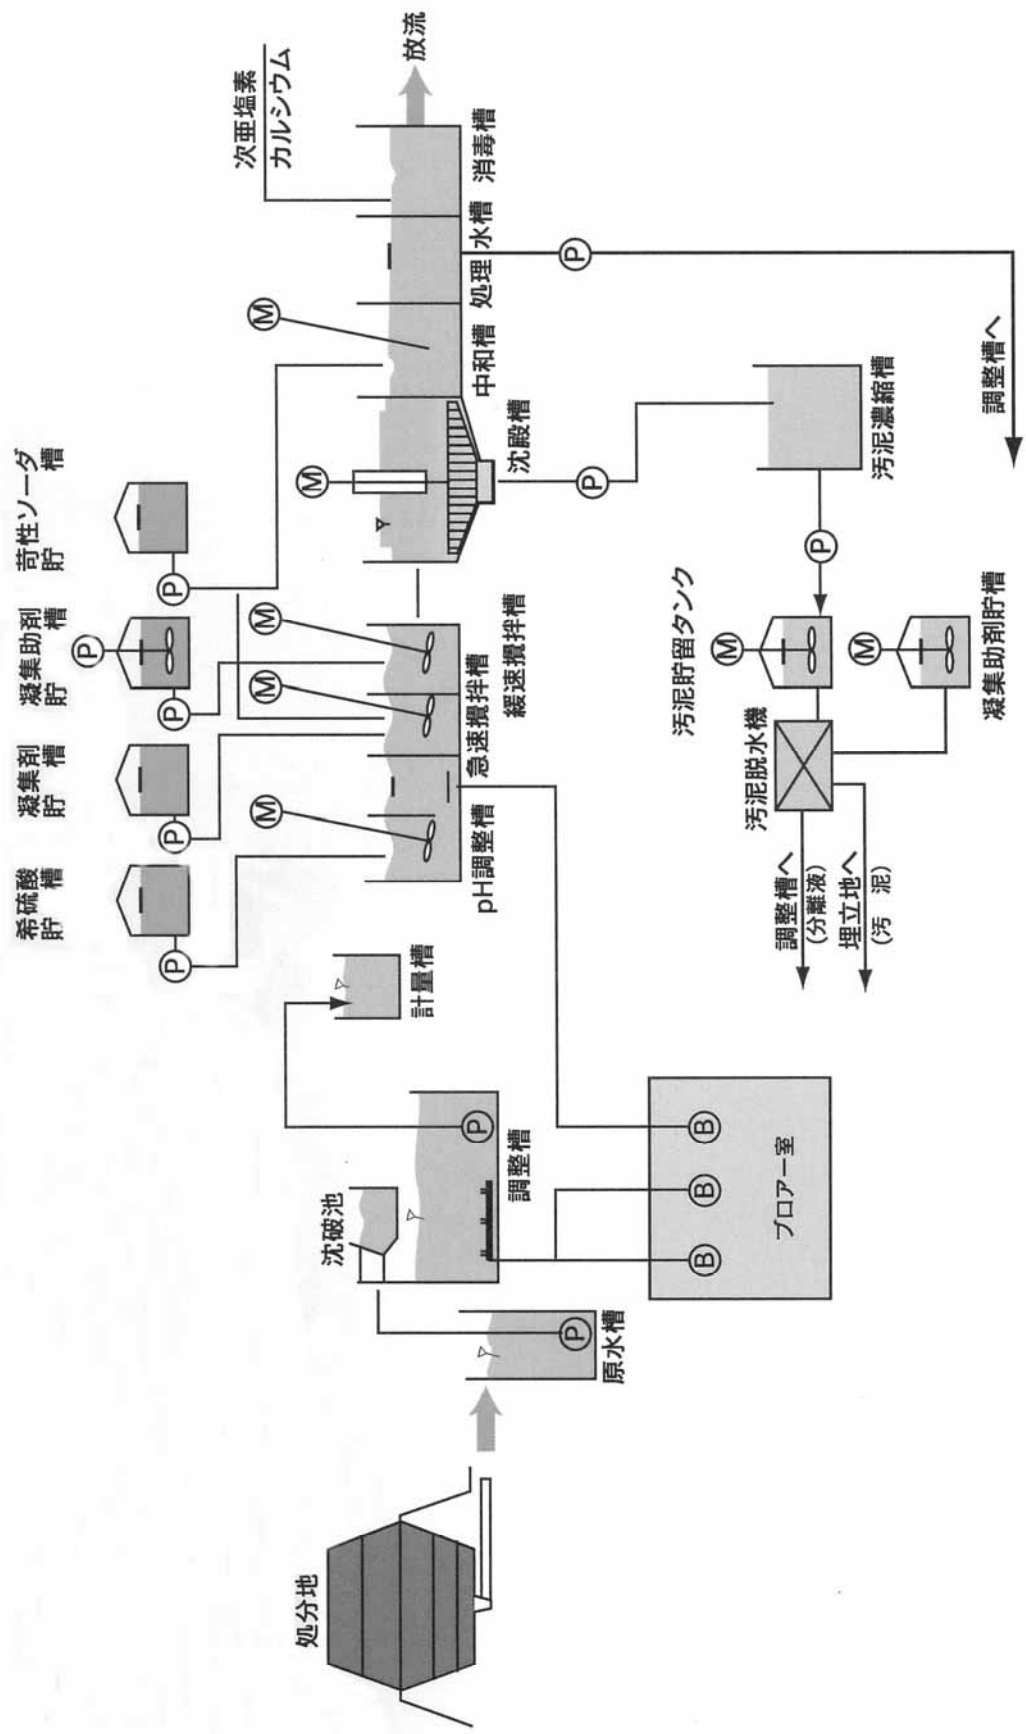 処分地
原水槽
P
沈破池
調整槽
P
ブロアー室
B
B
B
計量槽
希硫酸
貯　槽
P
凝集剤
貯　槽
P
凝集助剤
貯　槽
P
P
苛性ソーダ
貯　槽
P
M
M
M
pH調整槽
急速攪拌槽
緩速攪拌槽
M
沈殿槽
M
中和槽
処理水槽
消毒槽
次亜塩素
カルシウム
放流
P
調整槽へ
P
汚泥濃縮槽
P
汚泥貯留タンク
M
M
凝集助剤貯槽
汚泥脱水機
調整槽へ
(分離液)
埋立地へ
(汚　泥)